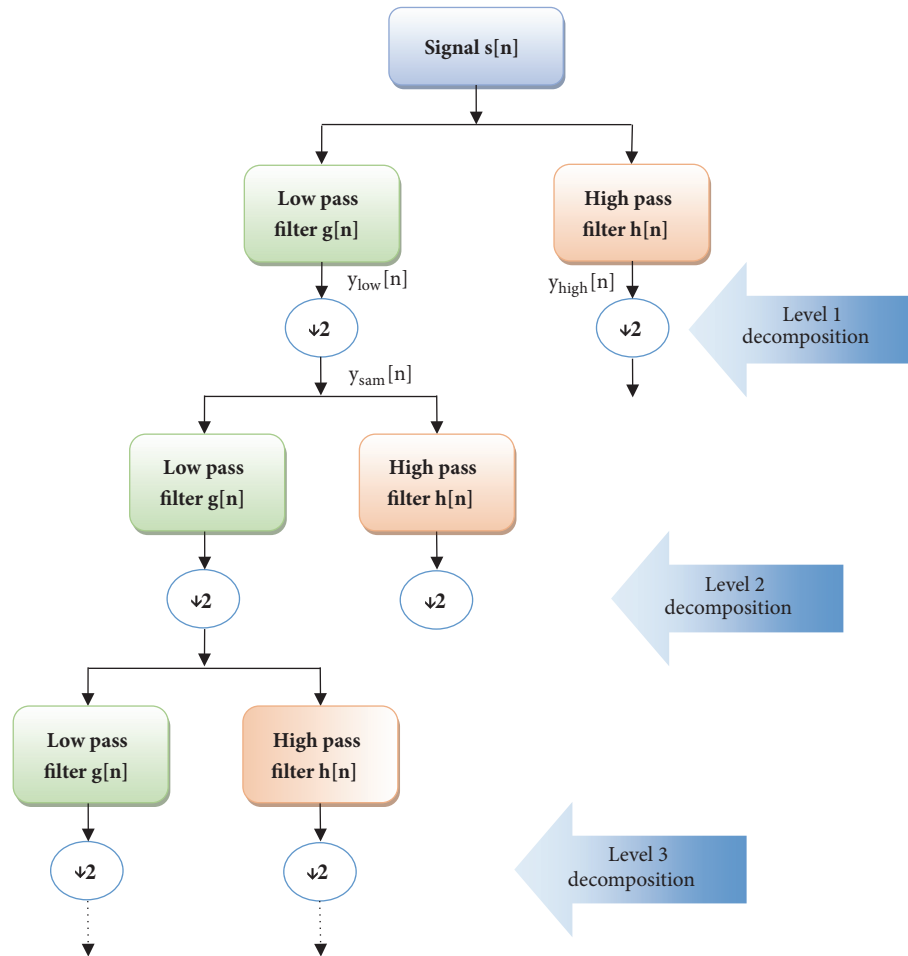 Signal s[n]
Low pass
filter g[n]
High pass
filter h[n]
y_low[n]
y_high[n]
↓2
↓2
Level 1
decomposition
y_sam[n]
Low pass
filter g[n]
High pass
filter h[n]
↓2
↓2
Level 2
decomposition
Low pass
filter g[n]
High pass
filter h[n]
↓2
↓2
Level 3
decomposition